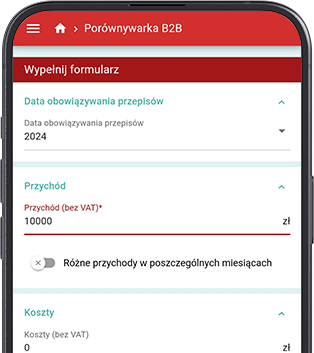 Porównywarka B2B
Wypełnij formularz
Data obowiązywania przepisów
Data obowiązywania przepisów
2024
Przychód
Przychód (bez VAT)*
10000 zł
Różne przychody w poszczególnych miesiącach
Koszty
Koszty (bez VAT)
0 zł